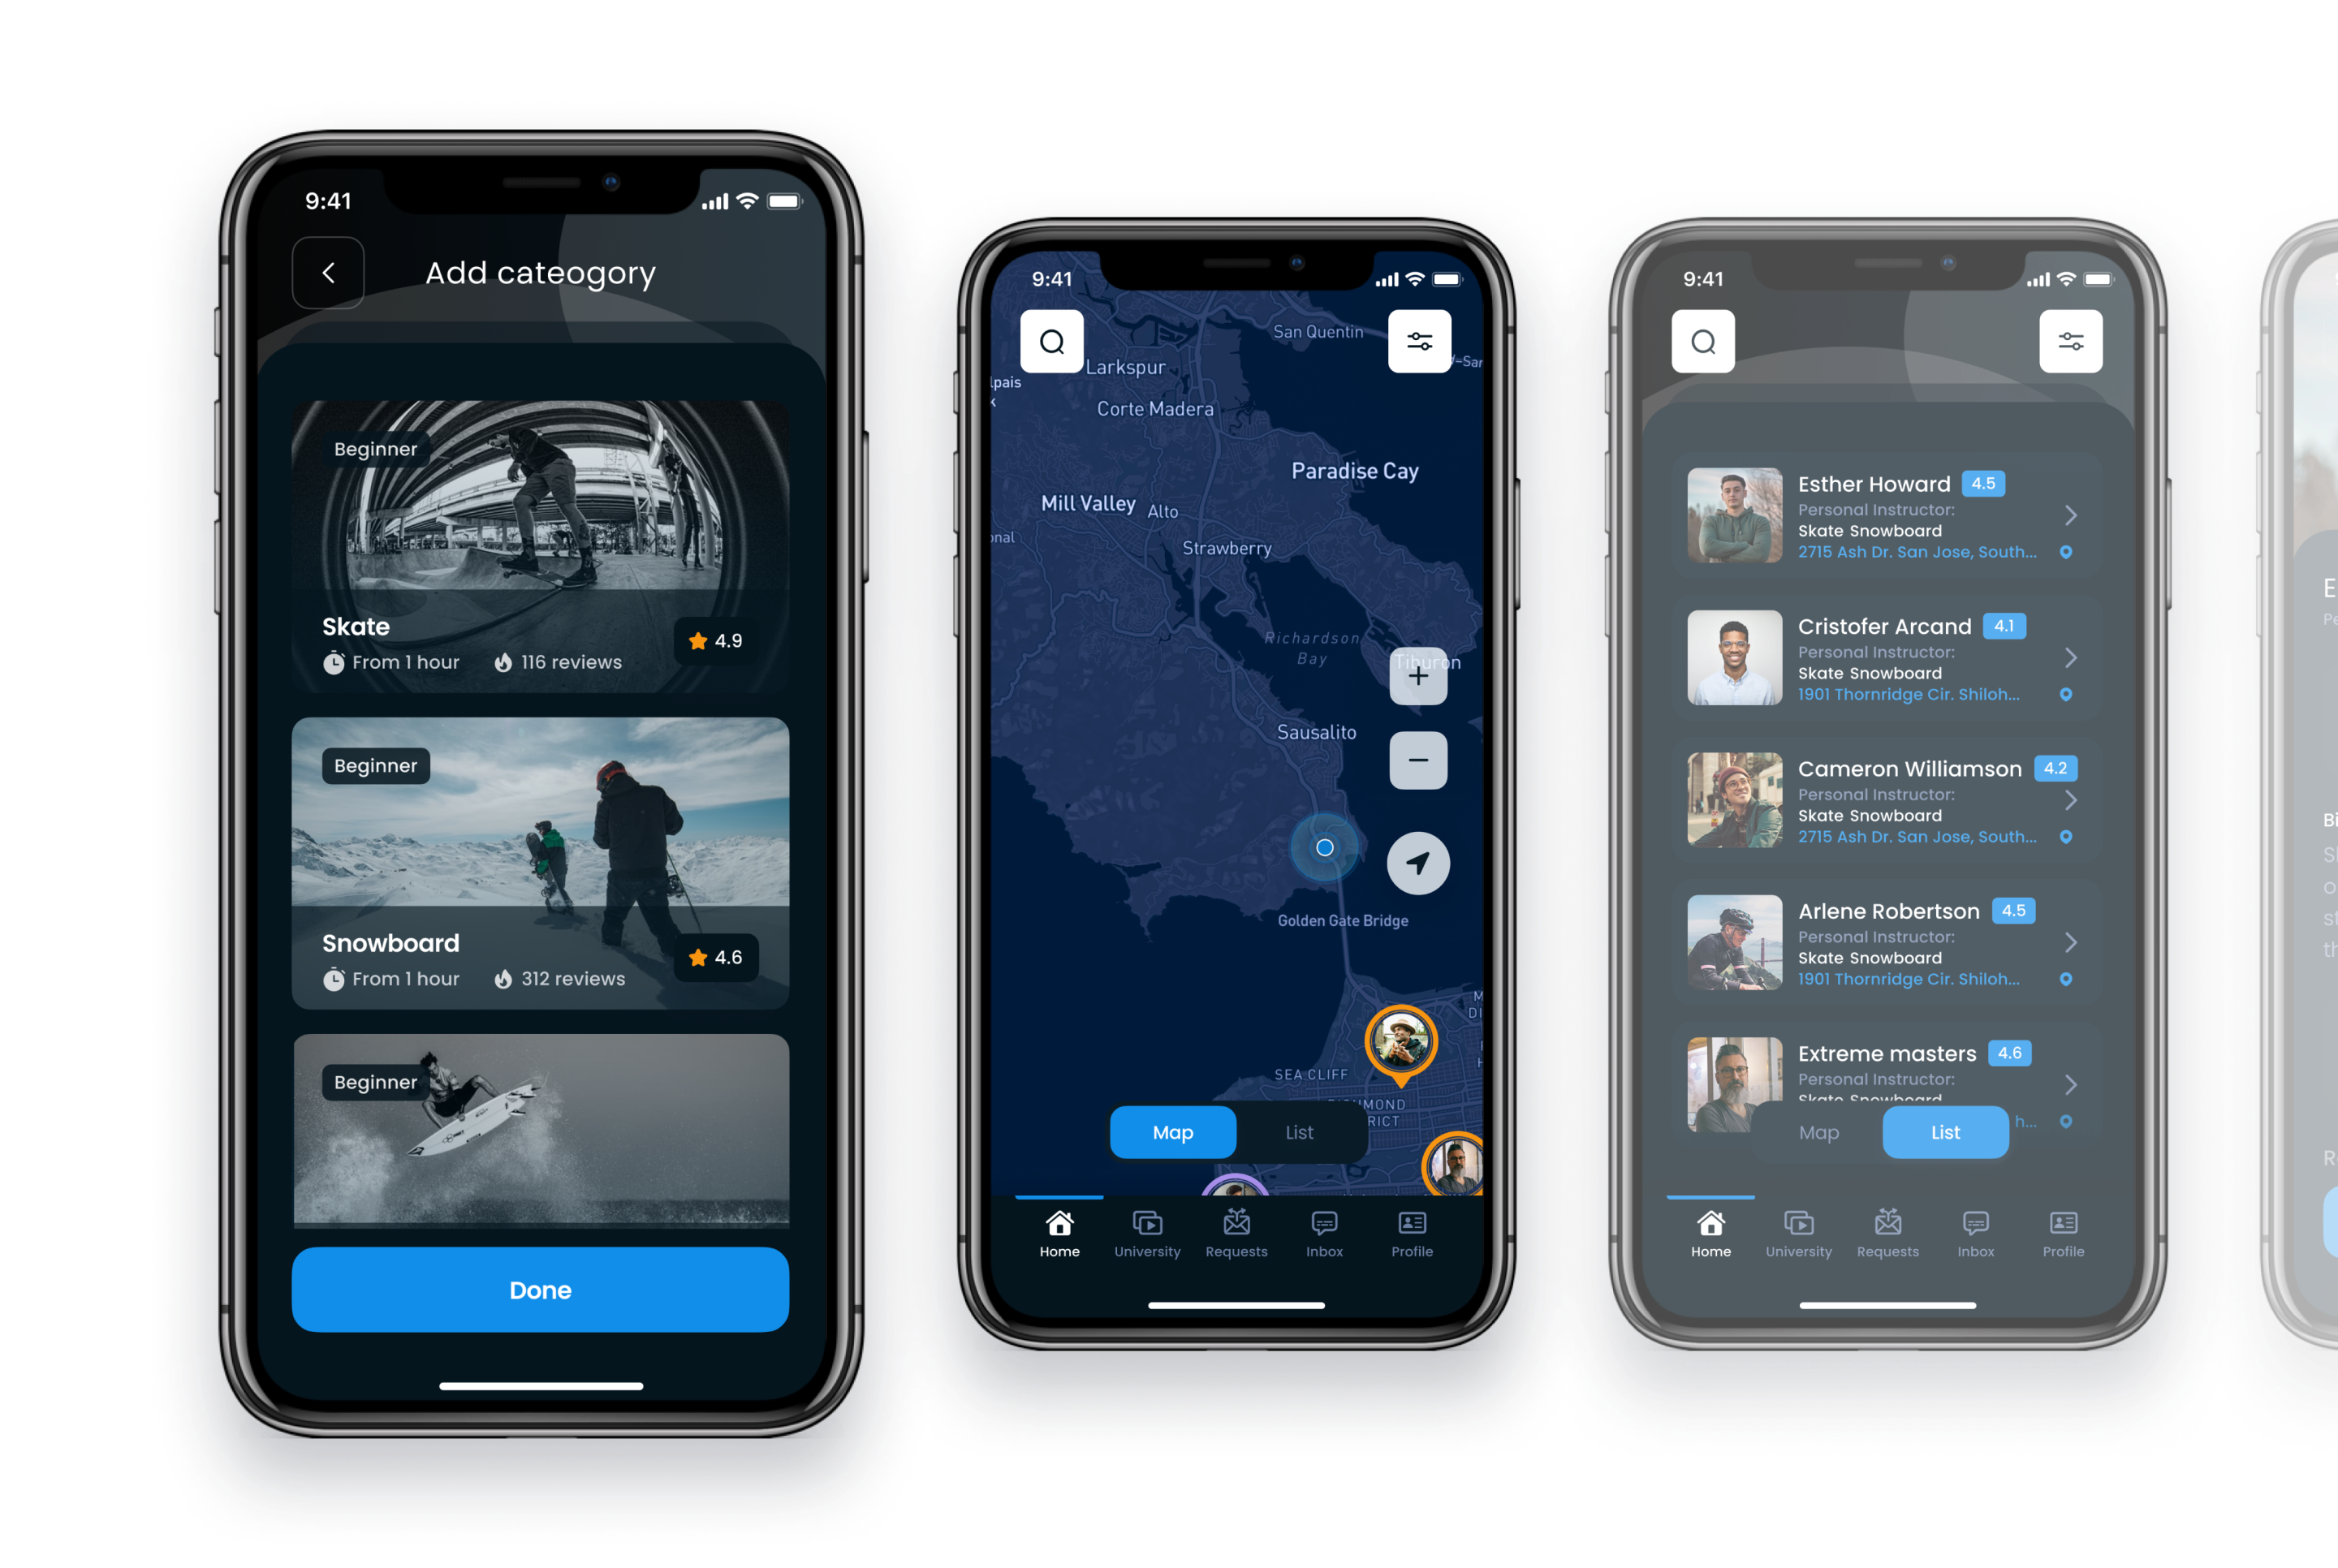 9:41
Add cateogory
Beginner
Skate
From 1 hour
116 reviews
4.9
Beginner
Snowboard
From 1 hour
312 reviews
4.6
Beginner
Done
9:41
San Quentin
Larkspur
lpais
Corte Madera
Paradise Cay
Mill Valley
Alto
onal
Strawberry
Richardson
Bay
Tiburon
+
Sausalito
−
Golden Gate Bridge
SEA CLIFF
Map
List
Home
University
Requests
Inbox
Profile
9:41
Esther Howard 4.5
Personal Instructor:
Skate Snowboard
2715 Ash Dr. San Jose, South...
Cristofer Arcand 4.1
Personal Instructor:
Skate Snowboard
1901 Thornridge Cir. Shiloh...
Cameron Williamson 4.2
Personal Instructor:
Skate Snowboard
2715 Ash Dr. San Jose, South...
Arlene Robertson 4.5
Personal Instructor:
Skate Snowboard
1901 Thornridge Cir. Shiloh...
Extreme masters 4.6
Personal Instructor:
Skate Snowboard
h...
Map
List
Home
University
Requests
Inbox
Profile